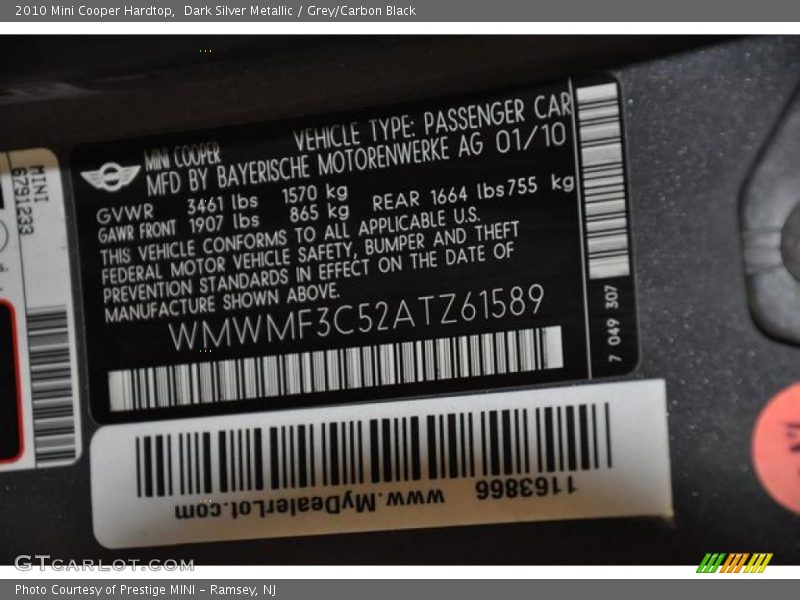 2010 Mini Cooper Hardtop,  Dark Silver Metallic / Grey/Carbon Black
MINI
6791233
MINI COOPER
VEHICLE TYPE: PASSENGER CAR
MFD BY BAYERISCHE MOTORENWERKE AG 01/10
GVWR 3461 lbs 1570 kg
GAWR FRONT 1907 lbs 865 kg REAR 1664 lbs 755 kg
THIS VEHICLE CONFORMS TO ALL APPLICABLE U.S.
FEDERAL MOTOR VEHICLE SAFETY, BUMPER AND THEFT
PREVENTION STANDARDS IN EFFECT ON THE DATE OF
MANUFACTURE SHOWN ABOVE.
WMWMF3C52ATZ61589
7 049 307
1163866
www.MyDealerLot.com
GTCARLOT.COM
Photo Courtesy of Prestige MINI - Ramsey, NJ